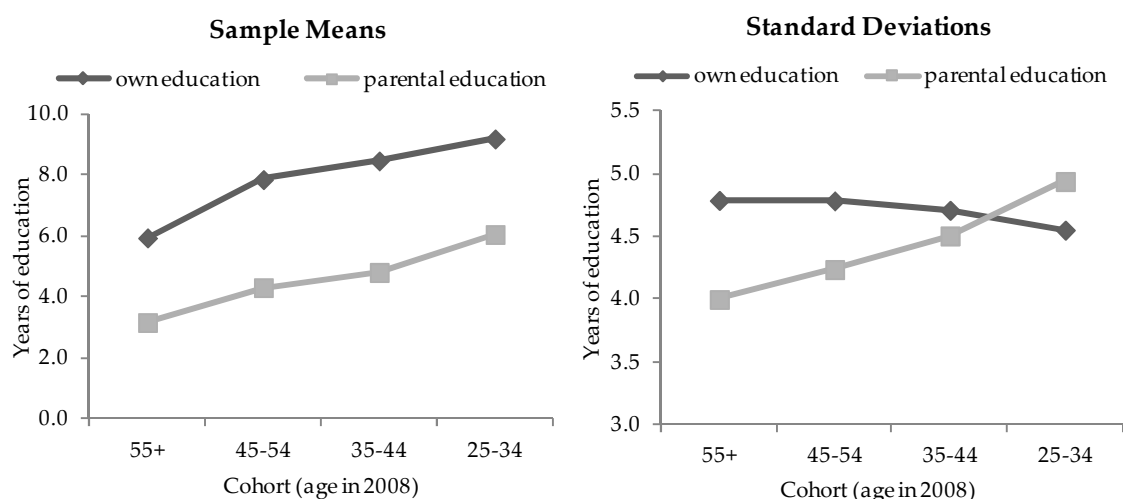 Sample Means
own education
parental education
10.0
8.0
6.0
4.0
2.0
0.0
Years of education
55+
45-54
35-44
25-34
Cohort (age in 2008)
Standard Deviations
own education
parental education
5.5
5.0
4.5
4.0
3.5
3.0
Years of education
55+
45-54
35-44
25-34
Cohort (age in 2008)